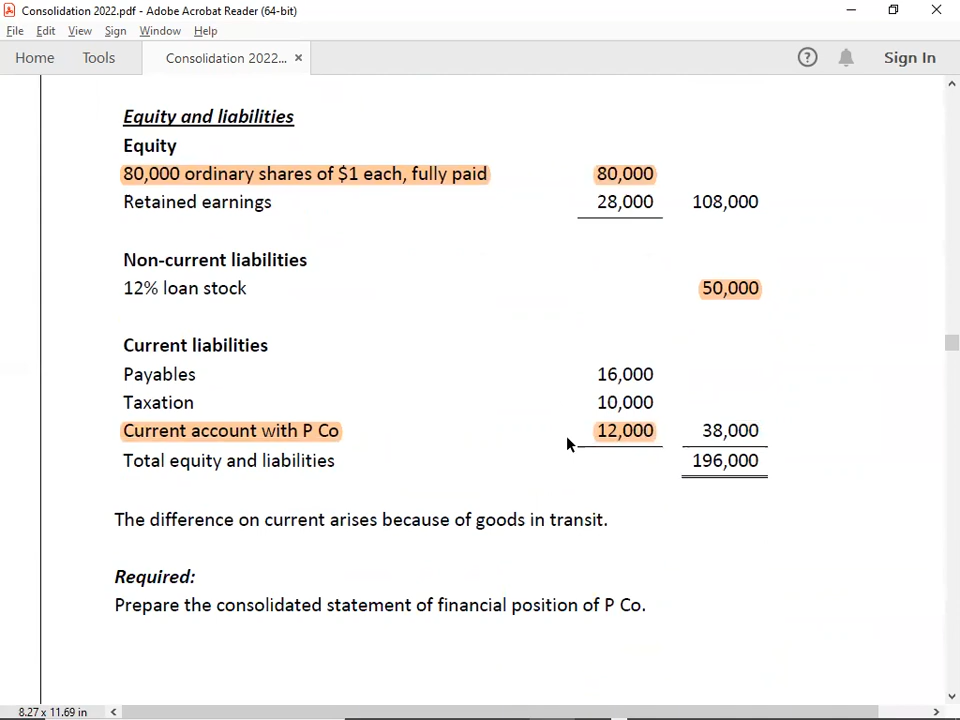 Consolidation 2022.pdf - Adobe Acrobat Reader (64-bit)
File Edit View Sign Window Help
Home Tools Consolidation 2022... × Sign In
Equity and liabilities
Equity
80,000 ordinary shares of $1 each, fully paid 80,000
Retained earnings 28,000 108,000
Non-current liabilities
12% loan stock 50,000
Current liabilities
Payables 16,000
Taxation 10,000
Current account with P Co 12,000 38,000
Total equity and liabilities 196,000
The difference on current arises because of goods in transit.
Required:
Prepare the consolidated statement of financial position of P Co.
8.27 x 11.69 in